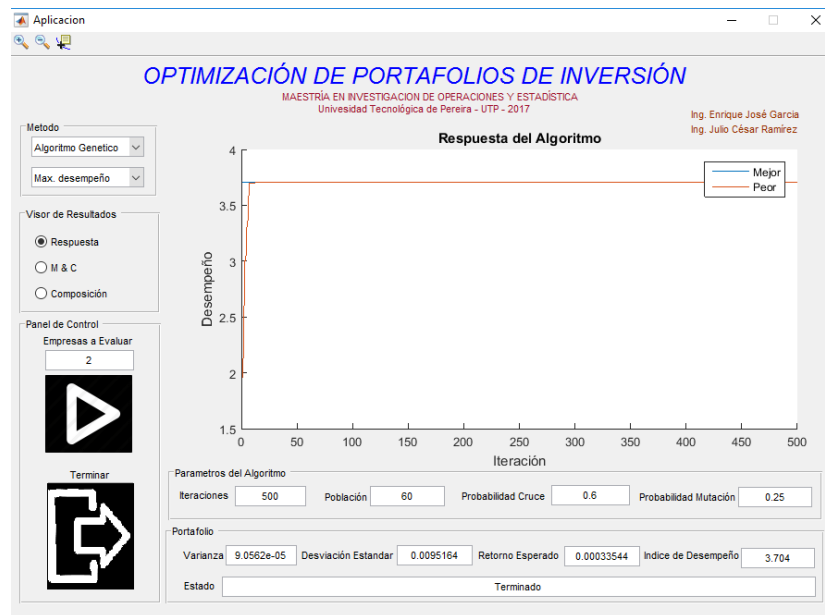 Aplicacion
OPTIMIZACIÓN DE PORTAFOLIOS DE INVERSIÓN
MAESTRÍA EN INVESTIGACION DE OPERACIONES Y ESTADÍSTICA
Univesidad Tecnológica de Pereira - UTP - 2017
Ing. Enrique José Garcia
Ing. Julio César Ramírez
Metodo
Algoritmo Genetico
Max. desempeño
Visor de Resultados
Respuesta
M & C
Composición
Panel de Control
Empresas a Evaluar
2
Terminar
Respuesta del Algoritmo
Mejor
Peor
Desempeño
4
3.5
3
2.5
2
1.5
0 50 100 150 200 250 300 350 400 450 500
Iteración
Parametros del Algoritmo
Iteraciones 500 Población 60 Probabilidad Cruce 0.6 Probabilidad Mutación 0.25
Portafolio
Varianza 9.0562e-05 Desviación Estandar 0.0095164 Retorno Esperado 0.00033544 Indice de Desempeño 3.704
Estado Terminado